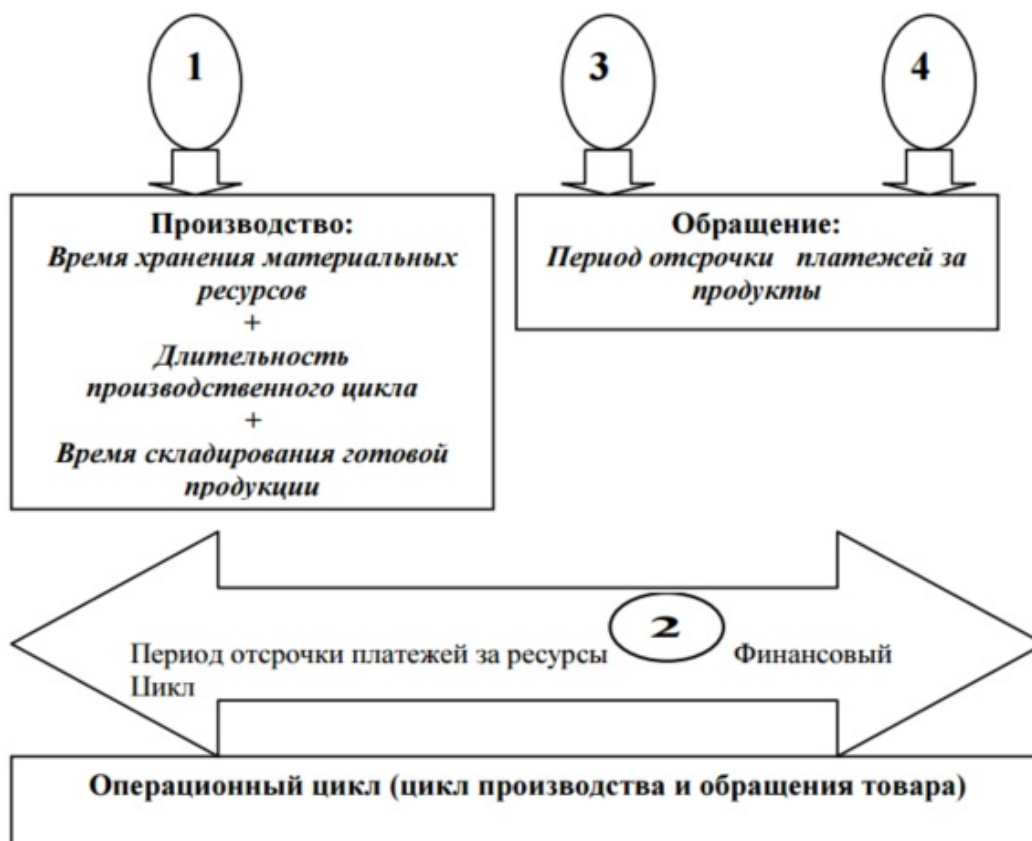 1
3
4
Производство:
Время хранения материальных
ресурсов
+
Длительность
производственного цикла
+
Время складирования готовой
продукции
Обращение:
Период отсрочки платежей за
продукты
2
Период отсрочки платежей за ресурсы Финансовый
Цикл
Операционный цикл (цикл производства и обращения товара)